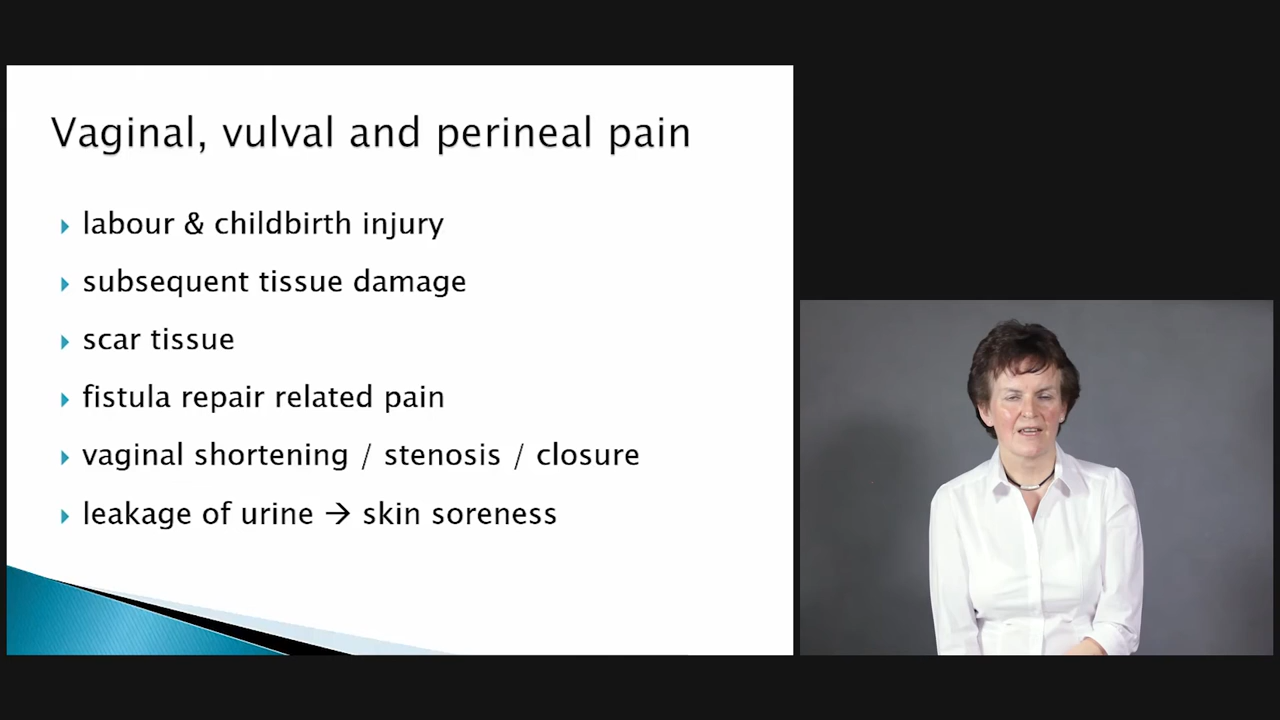 Vaginal, vulval and perineal pain
labour & childbirth injury
subsequent tissue damage
scar tissue
fistula repair related pain
vaginal shortening / stenosis / closure
leakage of urine → skin soreness